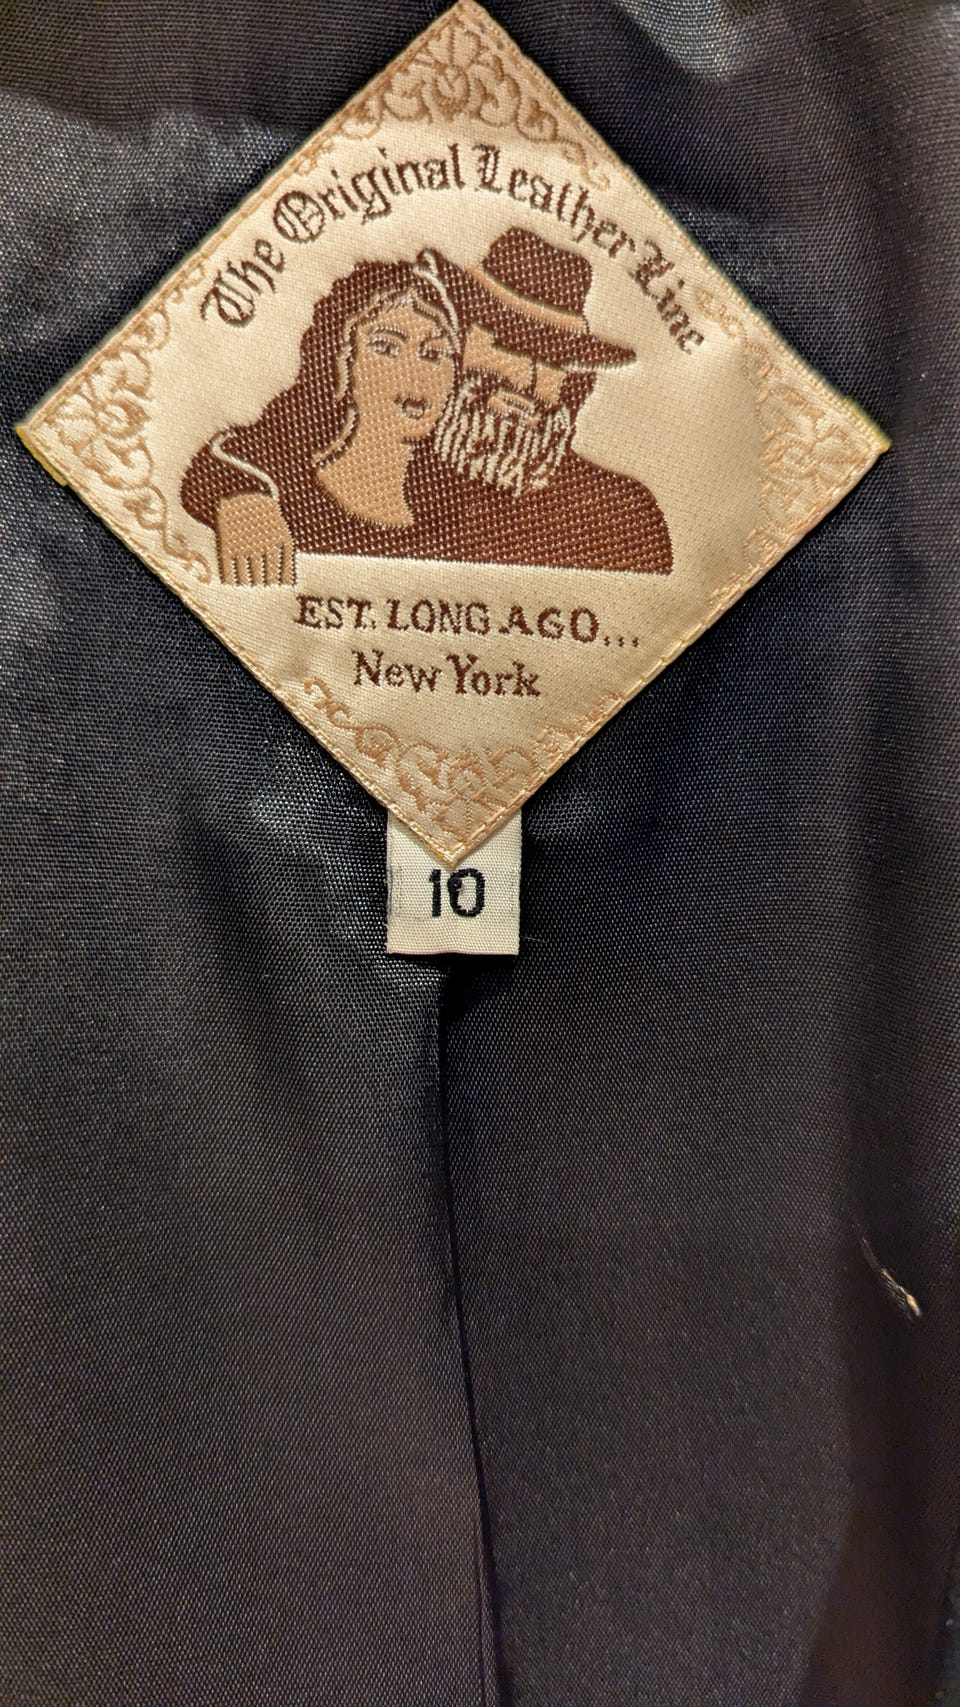 The Original Leather Line
EST. LONG AGO...
New York
10